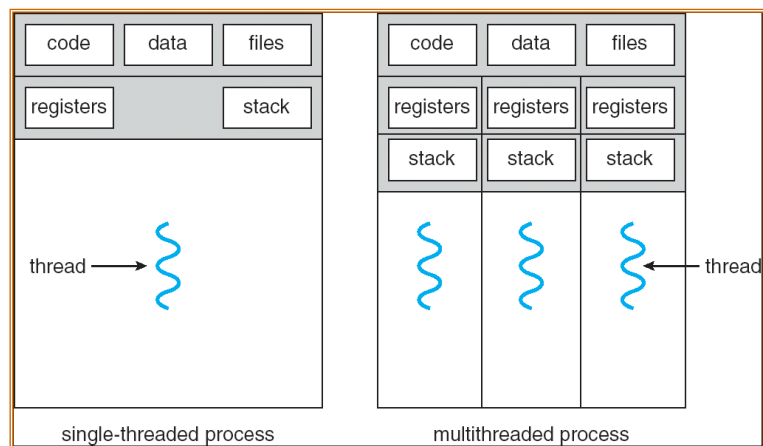 code data files
registers stack
thread
single-threaded process
code data files
registers registers registers
stack stack stack
thread
multithreaded process